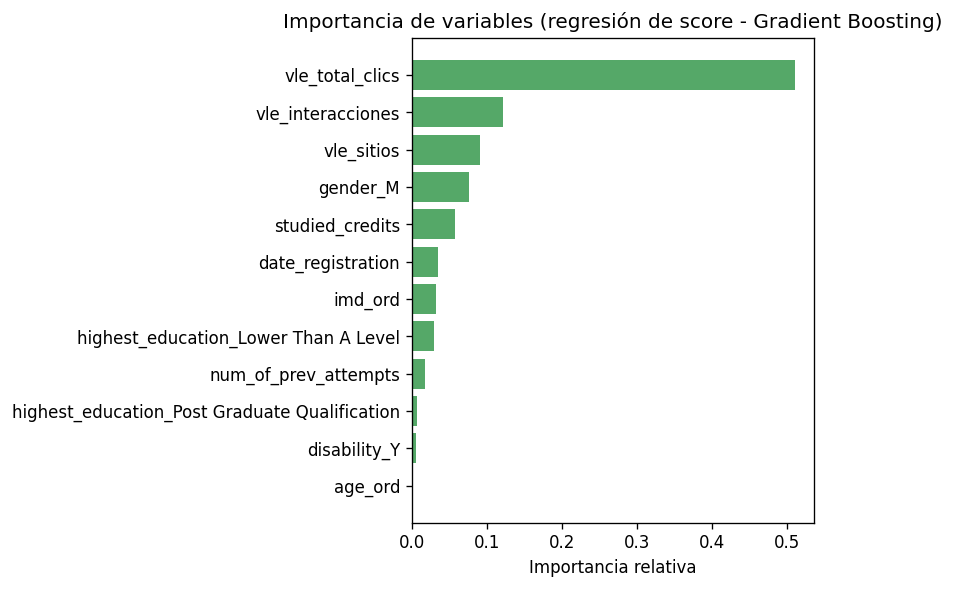 Importancia de variables (regresión de score - Gradient Boosting)
vle_total_clics
vle_interacciones
vle_sitios
gender_M
studied_credits
date_registration
imd_ord
highest_education_Lower Than A Level
num_of_prev_attempts
highest_education_Post Graduate Qualification
disability_Y
age_ord
0.0 0.1 0.2 0.3 0.4 0.5
Importancia relativa